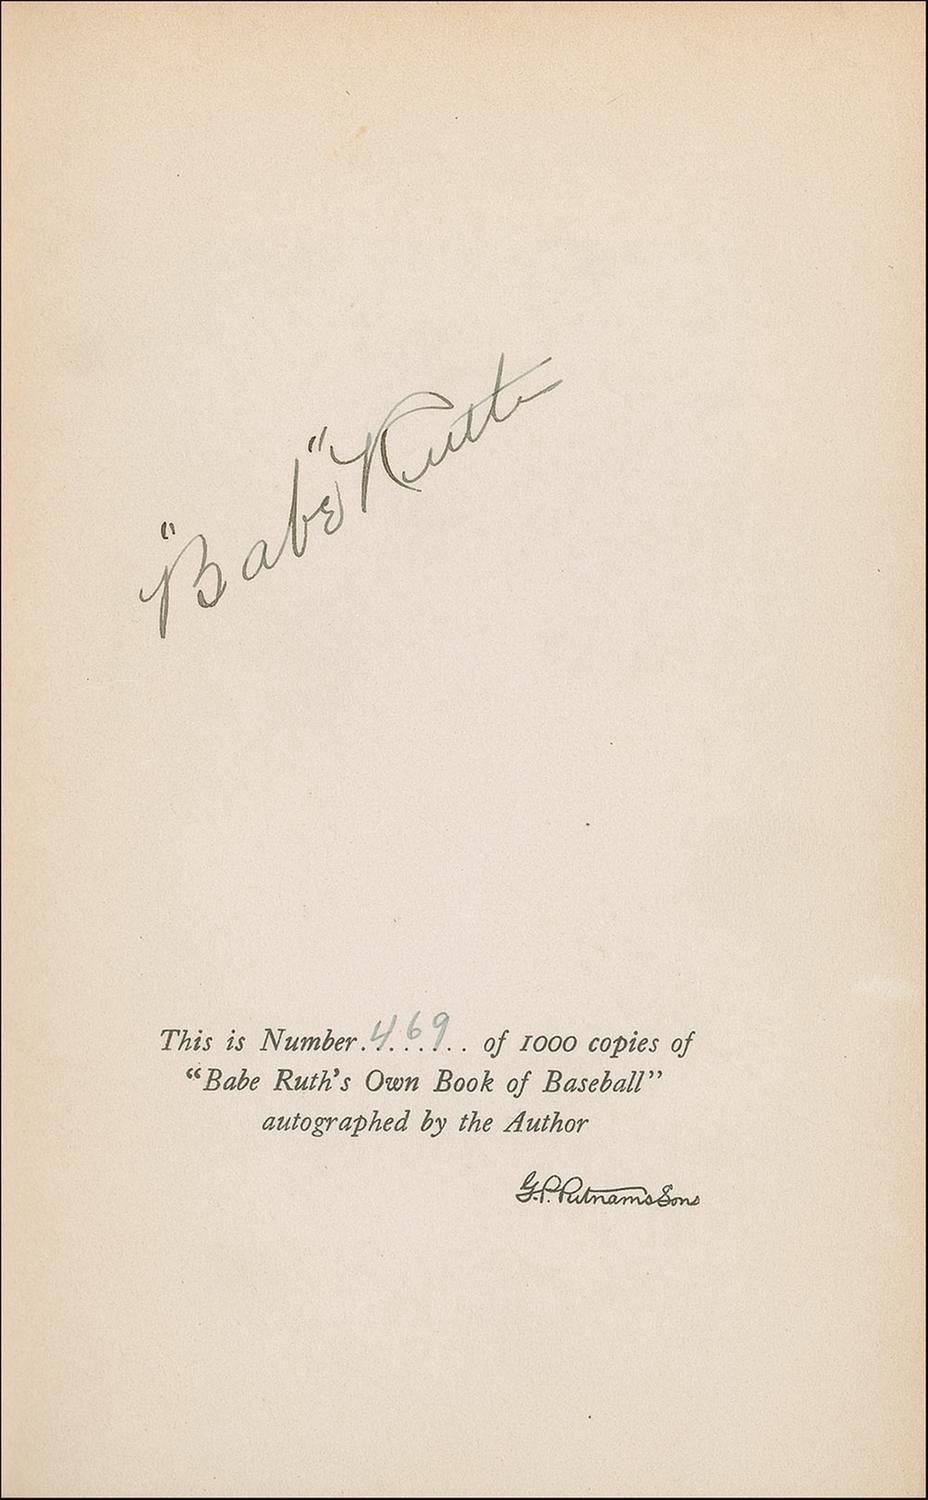 "Babe" Ruth
This is Number.469.. of 1000 copies of
“Babe Ruth's Own Book of Baseball”
autographed by the Author
G.P. Putnams Sons